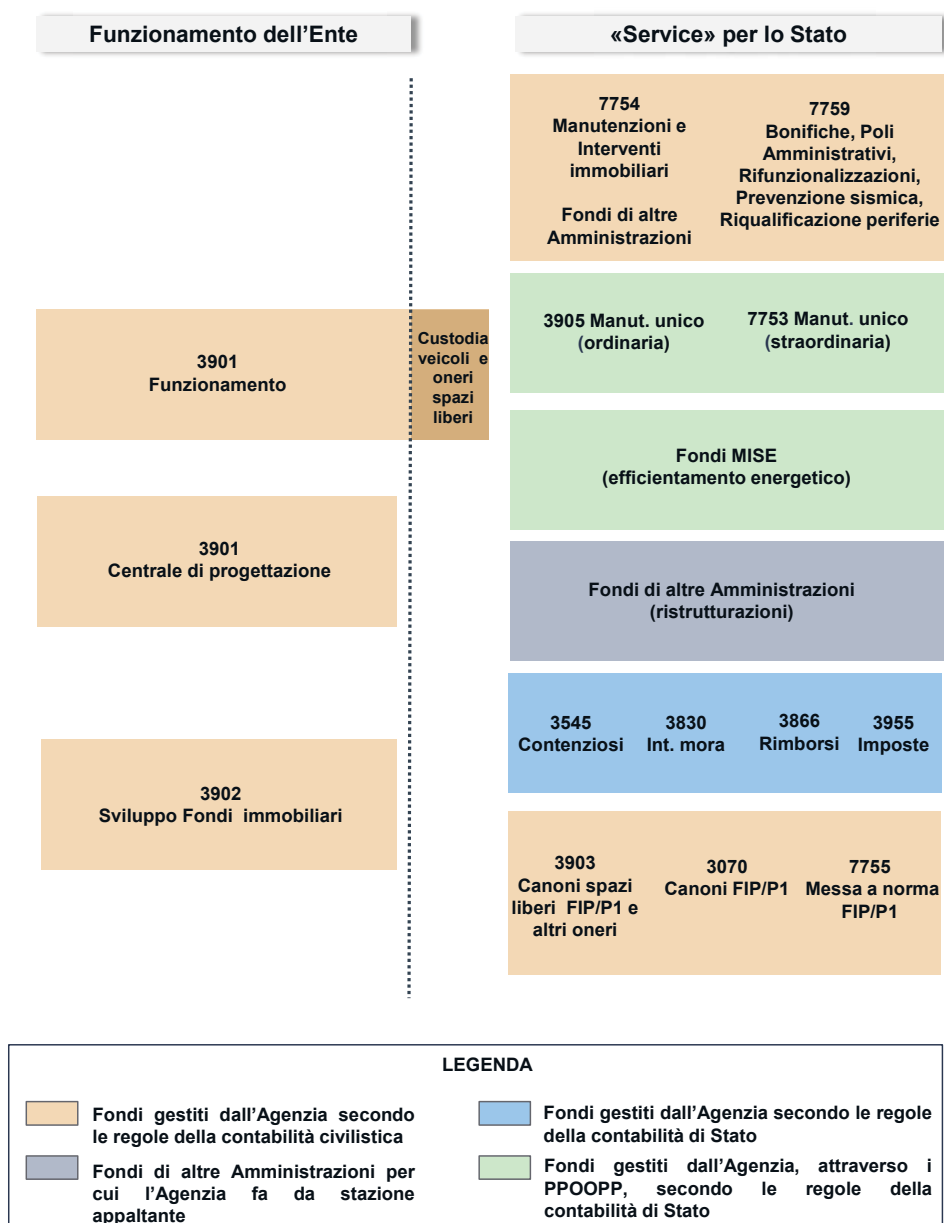 Funzionamento dell'Ente
«Service» per lo Stato
7754
Manutenzioni e
Interventi
immobiliari
Fondi di altre
Amministrazioni
7759
Bonifiche, Poli
Amministrativi,
Rifunzionalizzazioni,
Prevenzione sismica,
Riqualificazione periferie
3901
Funzionamento
Custodia
veicoli e
oneri
spazi
liberi
3905 Manut. unico
(ordinaria)
7753 Manut. unico
(straordinaria)
Fondi MISE
(efficientamento energetico)
3901
Centrale di progettazione
Fondi di altre Amministrazioni
(ristrutturazioni)
3545
Contenziosi
3830
Int. mora
3866
Rimborsi
3955
Imposte
3902
Sviluppo Fondi immobiliari
3903
Canoni spazi
liberi FIP/P1 e
altri oneri
3070
Canoni FIP/P1
7755
Messa a norma
FIP/P1
LEGENDA
Fondi gestiti dall'Agenzia secondo
le regole della contabilità civilistica
Fondi di altre Amministrazioni per
cui l'Agenzia fa da stazione
appaltante
Fondi gestiti dall'Agenzia secondo le regole
della contabilità di Stato
Fondi gestiti dall'Agenzia, attraverso i
PPOOPP, secondo le regole della
contabilità di Stato